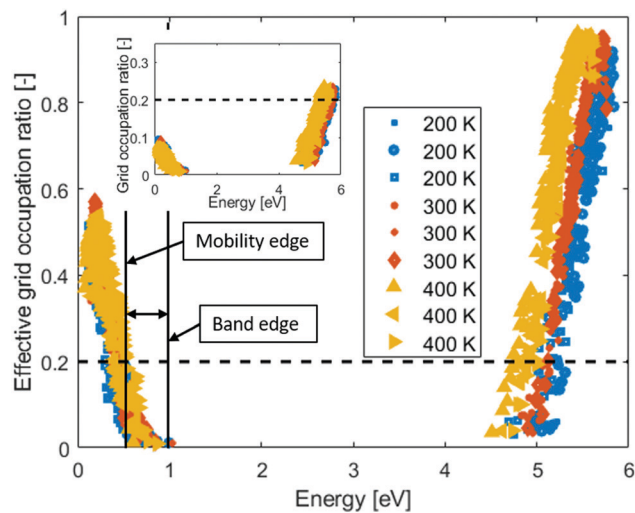 Effective grid occupation ratio [-]
1
0.8
0.6
0.4
0.2
0
0
1
2
3
4
5
6
Energy [eV]
Grid occupation ratio [-]
0.3
0.2
0.1
0
0
2
4
6
Energy [eV]
Mobility edge
Band edge
200 K
200 K
200 K
300 K
300 K
300 K
400 K
400 K
400 K